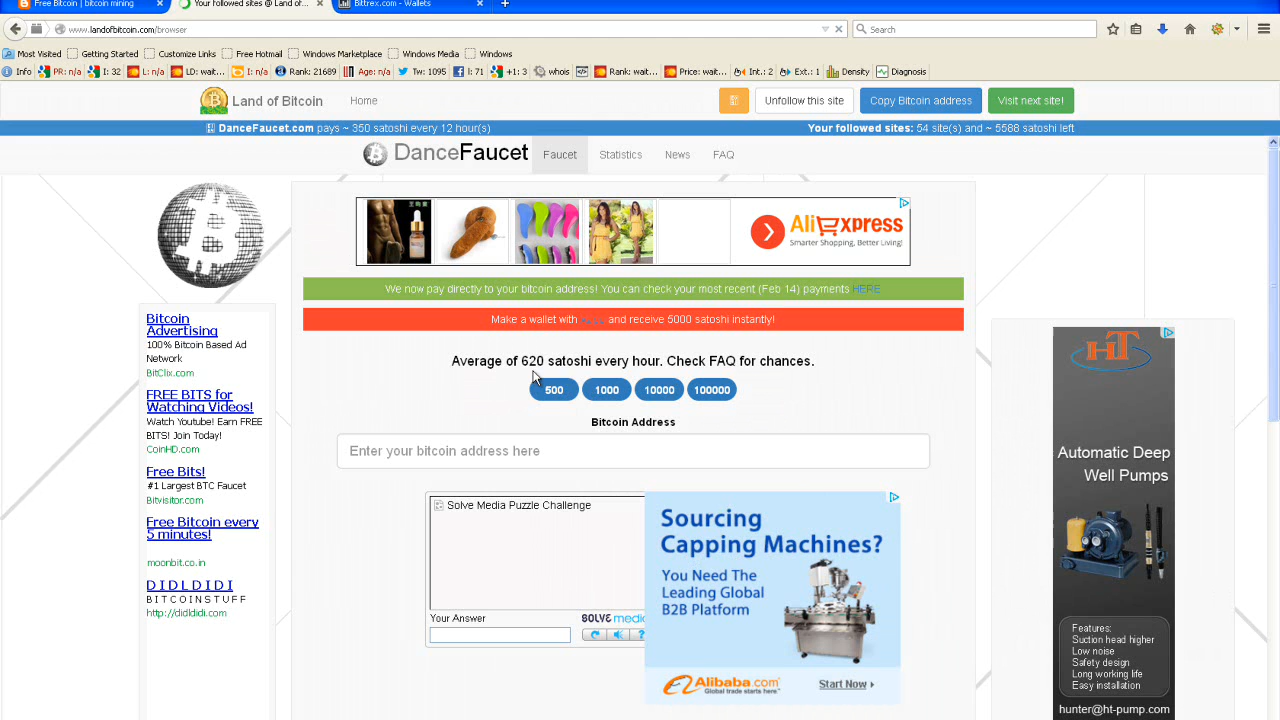 Free Bitcoin | bitcoin mining
Your followed sites @ Land of...
Bittrex.com - Wallets
www.landofbitcoin.com/browser
Search
Most Visited
Getting Started
Customize Links
Free Hotmail
Windows Marketplace
Windows Media
Windows
Info
PR: n/a
I: 32
L: n/a
LD: wait...
I: n/a
Rank: 21689
Age: n/a
Tw: 1095
l: 71
+1: 3
whois
Rank: wait...
Price: wait...
Int.: 2
Ext.: 1
Density
Diagnosis
Land of Bitcoin
Home
Unfollow this site
Copy Bitcoin address
Visit next site!
DanceFaucet.com pays ~ 350 satoshi every 12 hour(s)
Your followed sites: 54 site(s) and ~ 5588 satoshi left
DanceFaucet
Faucet
Statistics
News
FAQ
AliExpress
Smarter Shopping, Better Living!
We now pay directly to your bitcoin address! You can check your most recent (Feb 14) payments HERE
Make a wallet with
and receive 5000 satoshi instantly!
Average of 620 satoshi every hour. Check FAQ for chances.
500
1000
10000
100000
Bitcoin Address
Enter your bitcoin address here
Bitcoin
Advertising
100% Bitcoin Based Ad
Network
BitClix.com
FREE BITS for
Watching Videos!
Watch Youtube! Earn FREE
BITS! Join Today!
CoinHD.com
Free Bits!
#1 Largest BTC Faucet
Bitvisitor.com
Free Bitcoin every
5 minutes!
moonbit.co.in
D I D L D I D I
B I T C O I N S T U F F
http://didldidi.com
Solve Media Puzzle Challenge
Your Answer
SOLVE media
Sourcing
Capping Machines?
You Need The
Leading Global
B2B Platform
Alibaba.com
Global trade starts here.™
Start Now
HT
Automatic Deep
Well Pumps
Features:
Suction head higher
Low noise
Safety design
Long working life
Easy installation
hunter@ht-pump.com